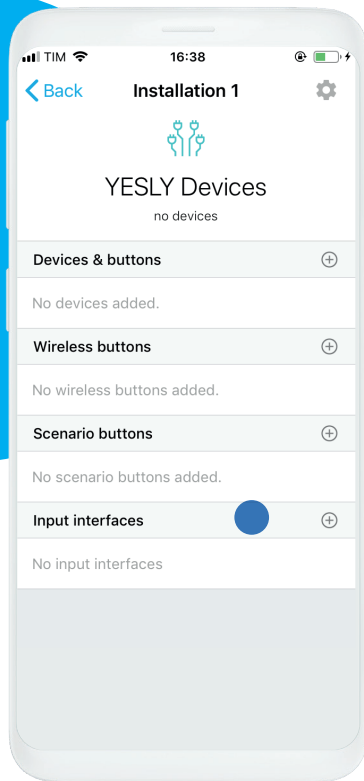 TIM 16:38
Back Installation 1
YESLY Devices
no devices
Devices & buttons
No devices added.
Wireless buttons
No wireless buttons added.
Scenario buttons
No scenario buttons added.
Input interfaces
No input interfaces